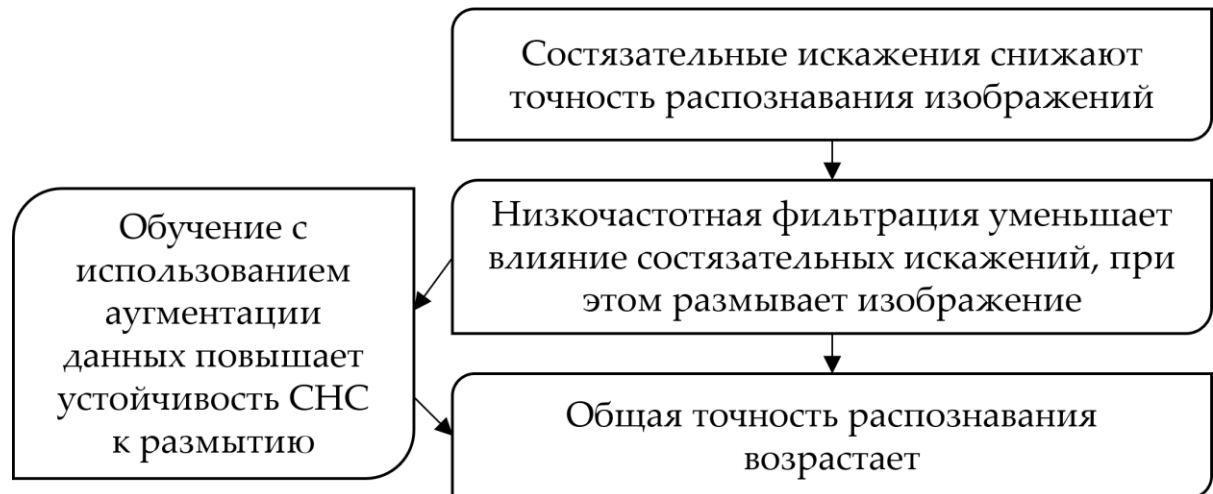 Состязательные искажения снижают
точность распознавания изображений
Низкочастотная фильтрация уменьшает
влияние состязательных искажений, при
этом размывает изображение
Обучение с
использованием
аугментации
данных повышает
устойчивость СНС
к размытию
Общая точность распознавания
возрастает